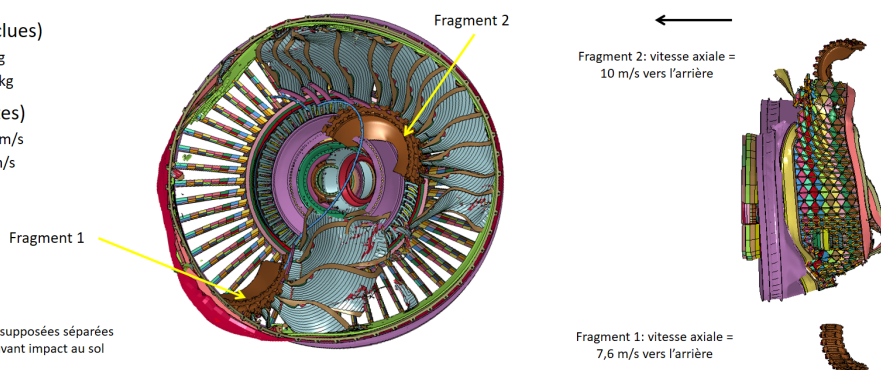 clues)
g
kg
tes)
m/s
m/s
Fragment 2
Fragment 1
supposées séparées
avant impact au sol
Fragment 2: vitesse axiale =
10 m/s vers l'arrière
Fragment 1: vitesse axiale =
7,6 m/s vers l'arrière